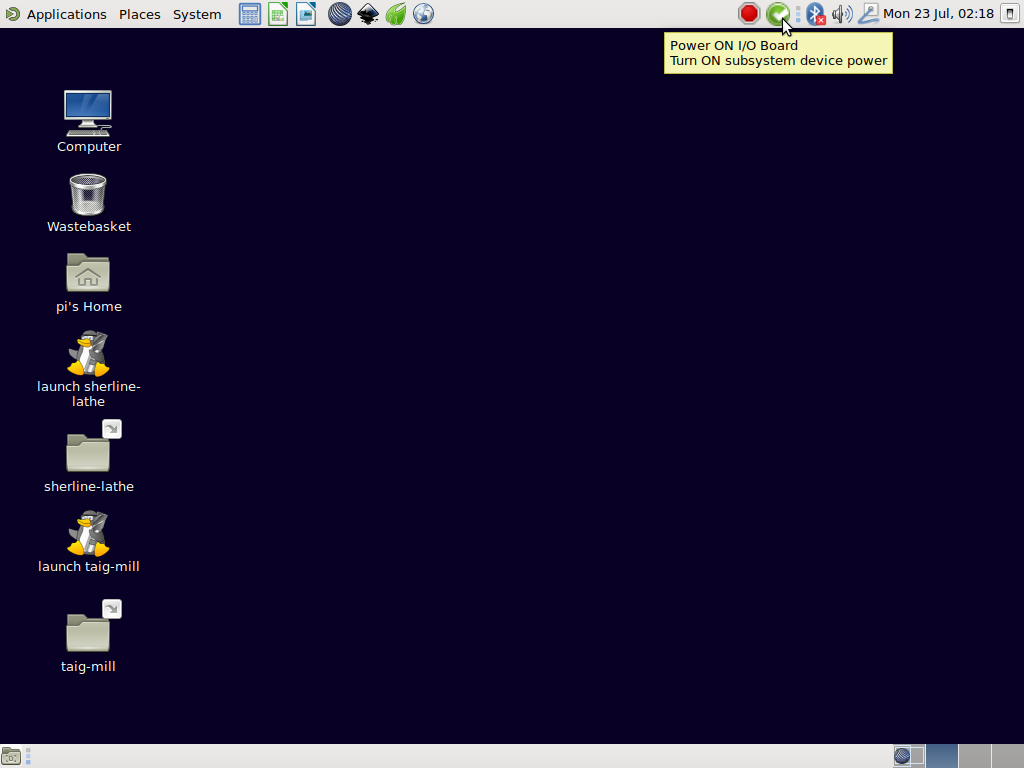 Applications Places System
Mon 23 Jul, 02:18
Power ON I/O Board
Turn ON subsystem device power
Computer
Wastebasket
pi's Home
launch sherline-
lathe
sherline-lathe
launch taig-mill
taig-mill